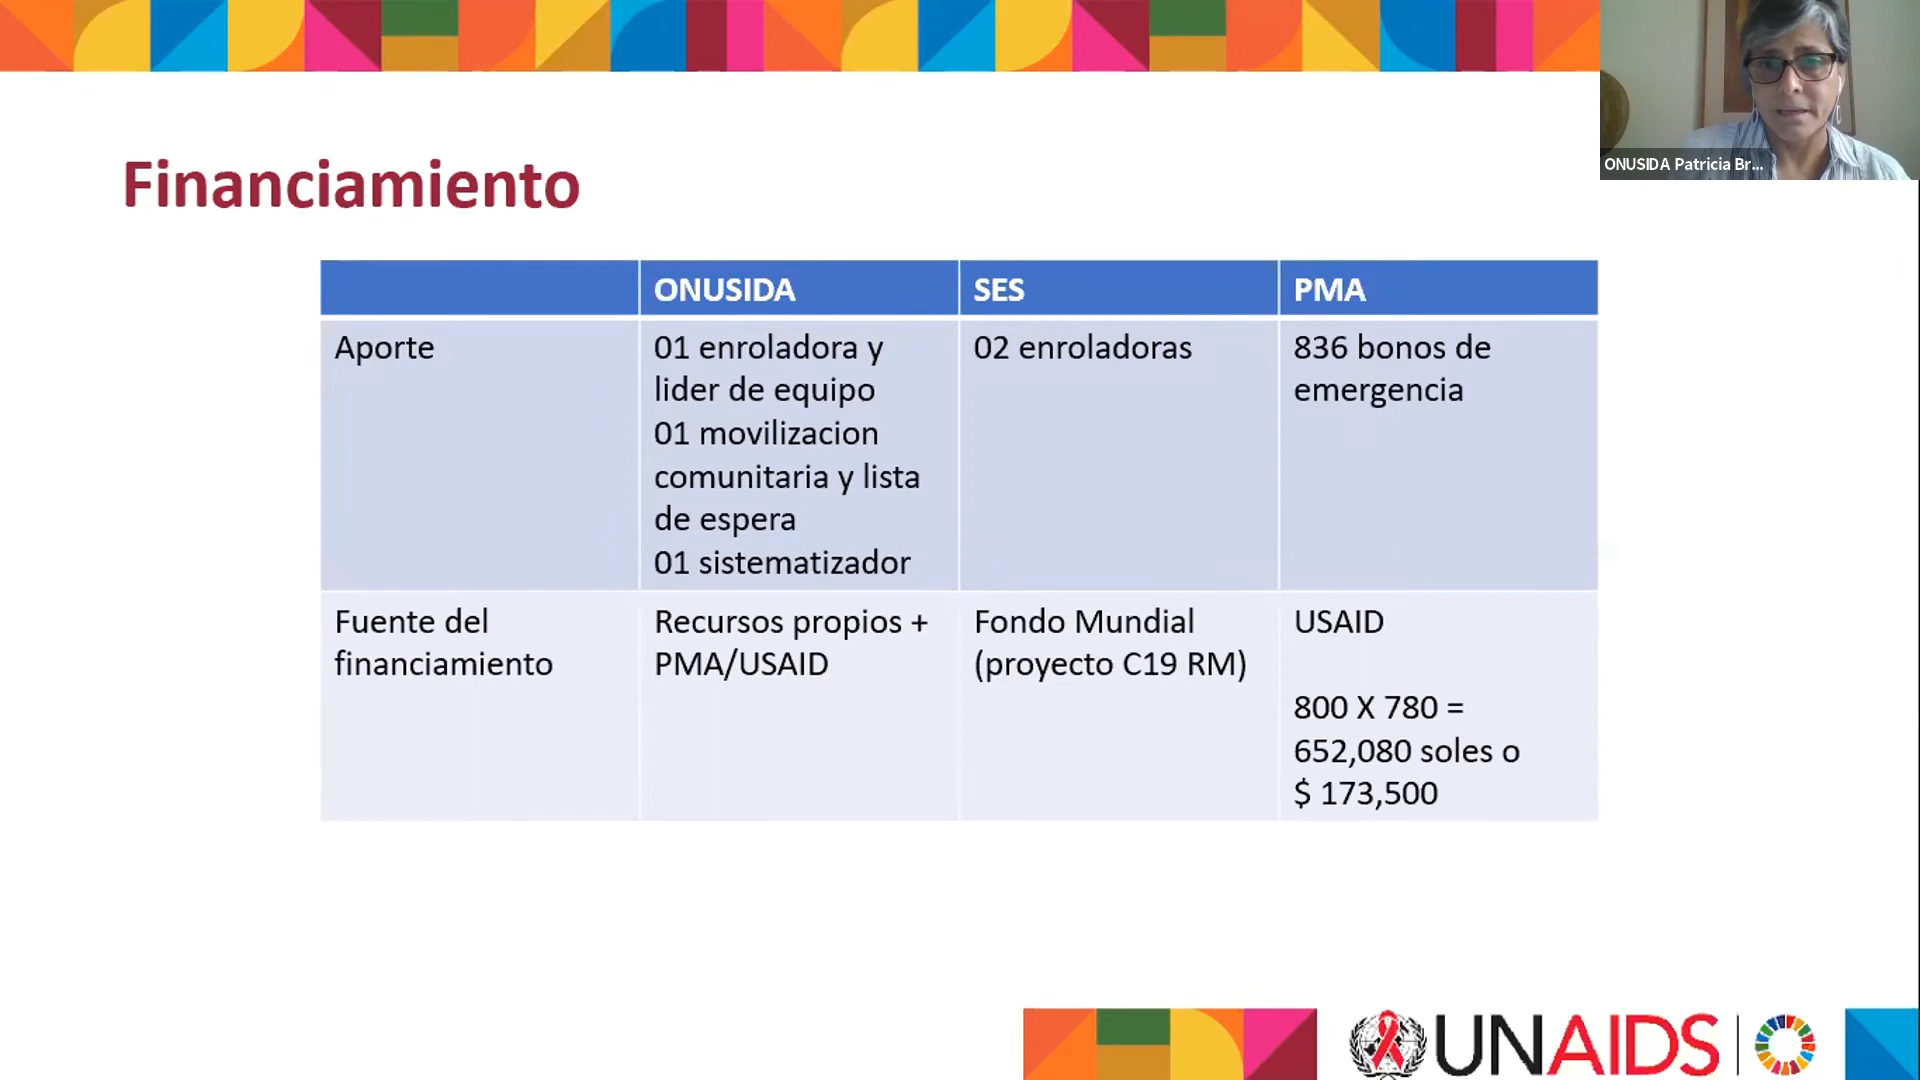 ONUSIDA Patricia Br...
Financiamiento
ONUSIDA
SES
PMA
Aporte
01 enroladora y
lider de equipo
01 movilizacion
comunitaria y lista
de espera
01 sistematizador
02 enroladoras
836 bonos de
emergencia
Fuente del
financiamiento
Recursos propios +
PMA/USAID
Fondo Mundial
(proyecto C19 RM)
USAID
800 X 780 =
652,080 soles o
$ 173,500
UNAIDS